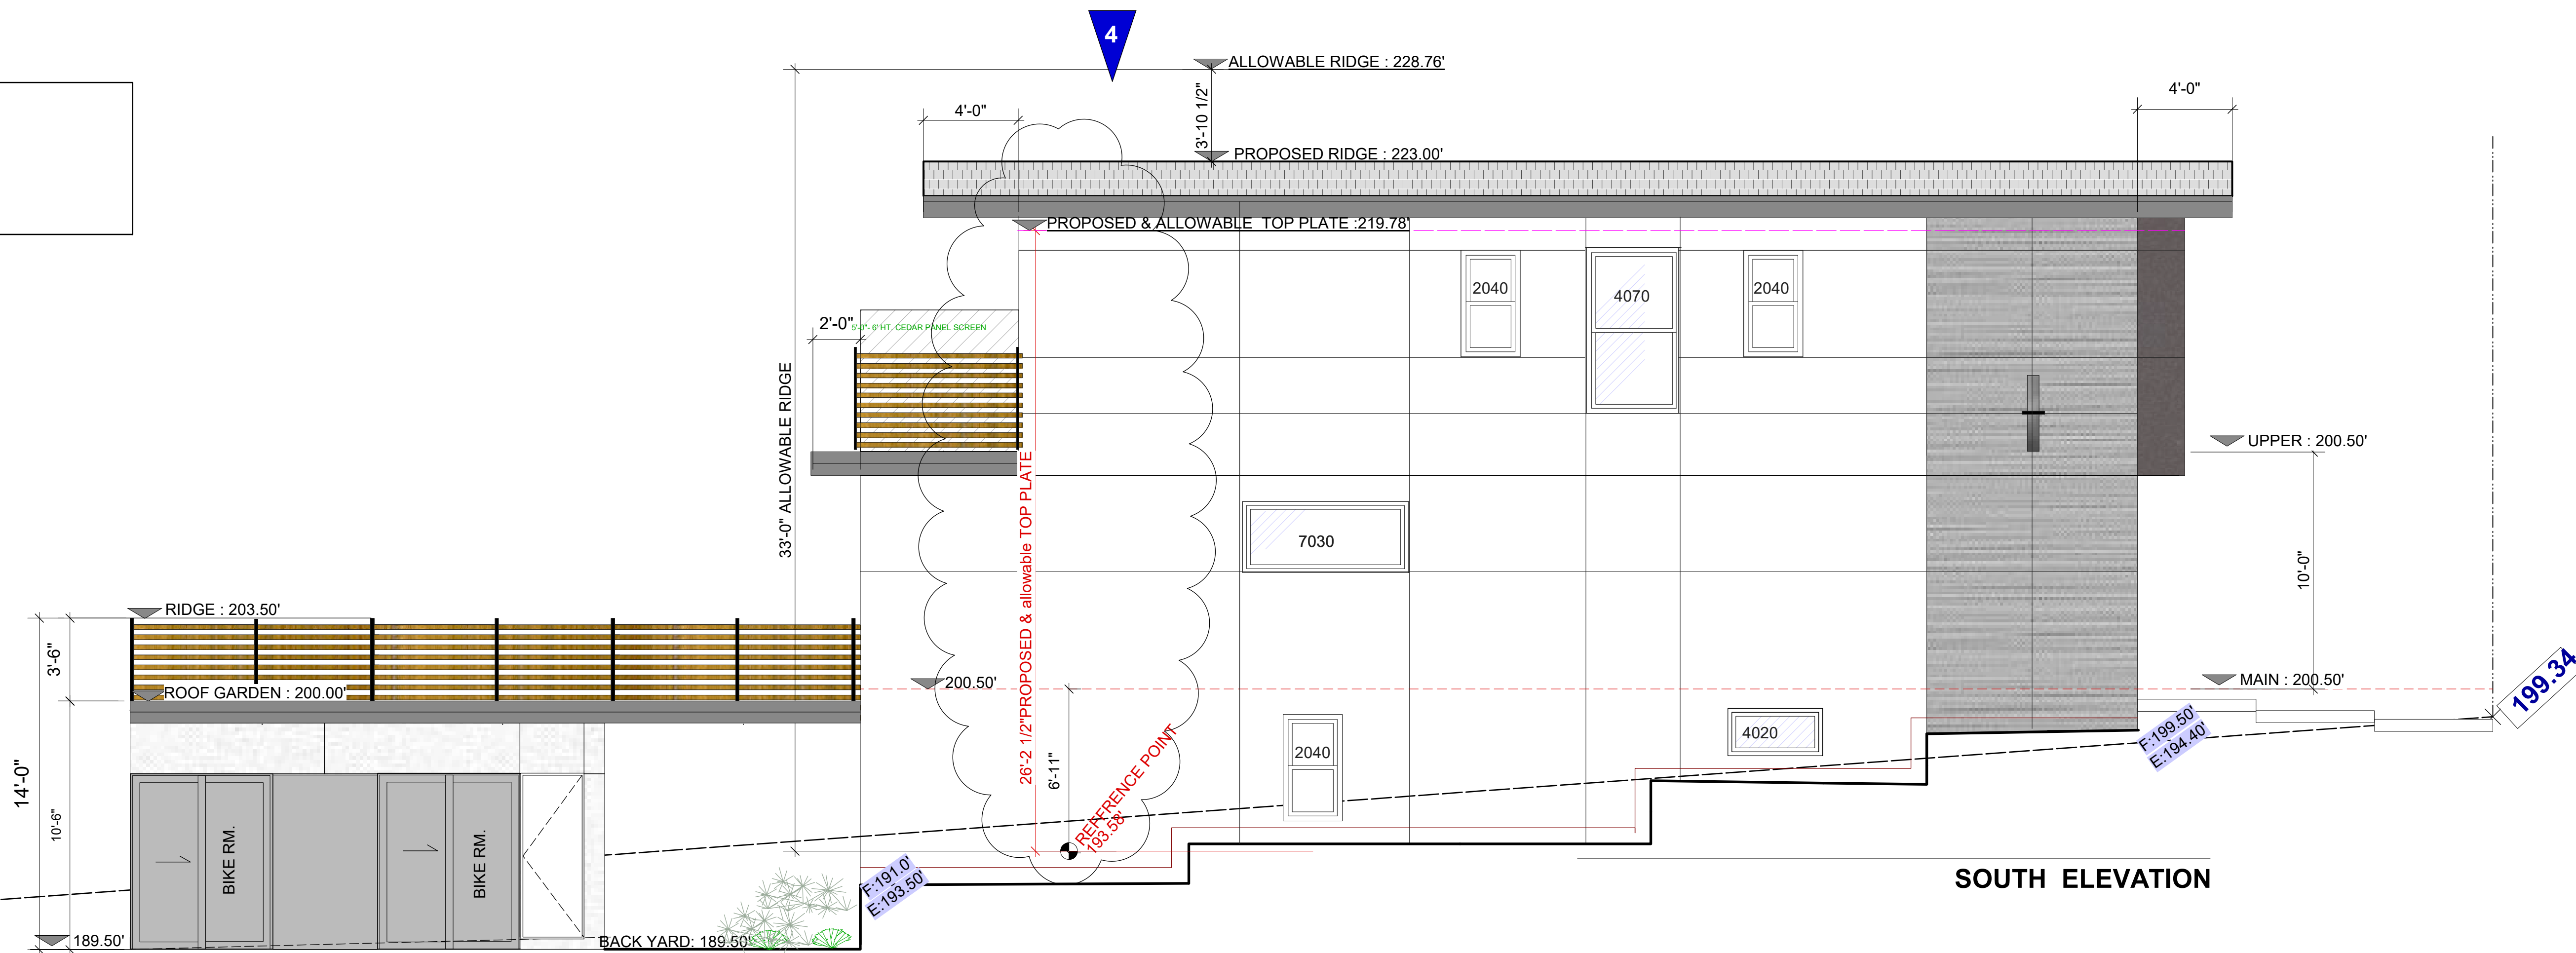 4
ALLOWABLE RIDGE : 228.76'
4'-0"
4'-0"
3'-10 1/2"
PROPOSED RIDGE : 223.00'
PROPOSED & ALLOWABLE TOP PLATE :219.78'
2040
4070
2040
2'-0"
5'-0"- 6' HT. CEDAR PANEL SCREEN
33'-0" ALLOWABLE RIDGE
26'-2 1/2"PROPOSED & allowable TOP PLATE
UPPER : 200.50'
7030
10'-0"
RIDGE : 203.50'
3'-6"
ROOF GARDEN : 200.00'
200.50'
MAIN : 200.50'
199.34
4020
2040
6'-11"
REFFERENCE POINT
193.58'
F:199.50'
E:194.40'
14'-0"
10'-6"
BIKE RM.
BIKE RM.
F:191.0'
E:193.50'
SOUTH ELEVATION
189.50'
BACK YARD: 189.50'